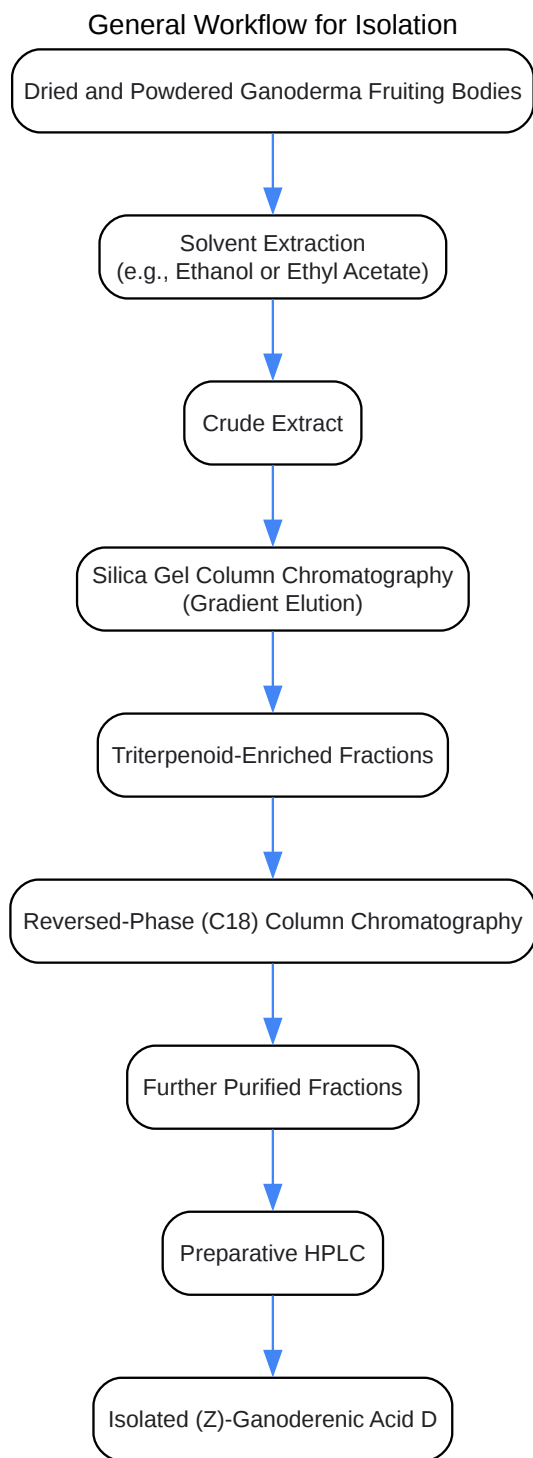 General Workflow for Isolation
Dried and Powdered Ganoderma Fruiting Bodies
Solvent Extraction
(e.g., Ethanol or Ethyl Acetate)
Crude Extract
Silica Gel Column Chromatography
(Gradient Elution)
Triterpenoid-Enriched Fractions
Reversed-Phase (C18) Column Chromatography
Further Purified Fractions
Preparative HPLC
Isolated (Z)-Ganoderenic Acid D